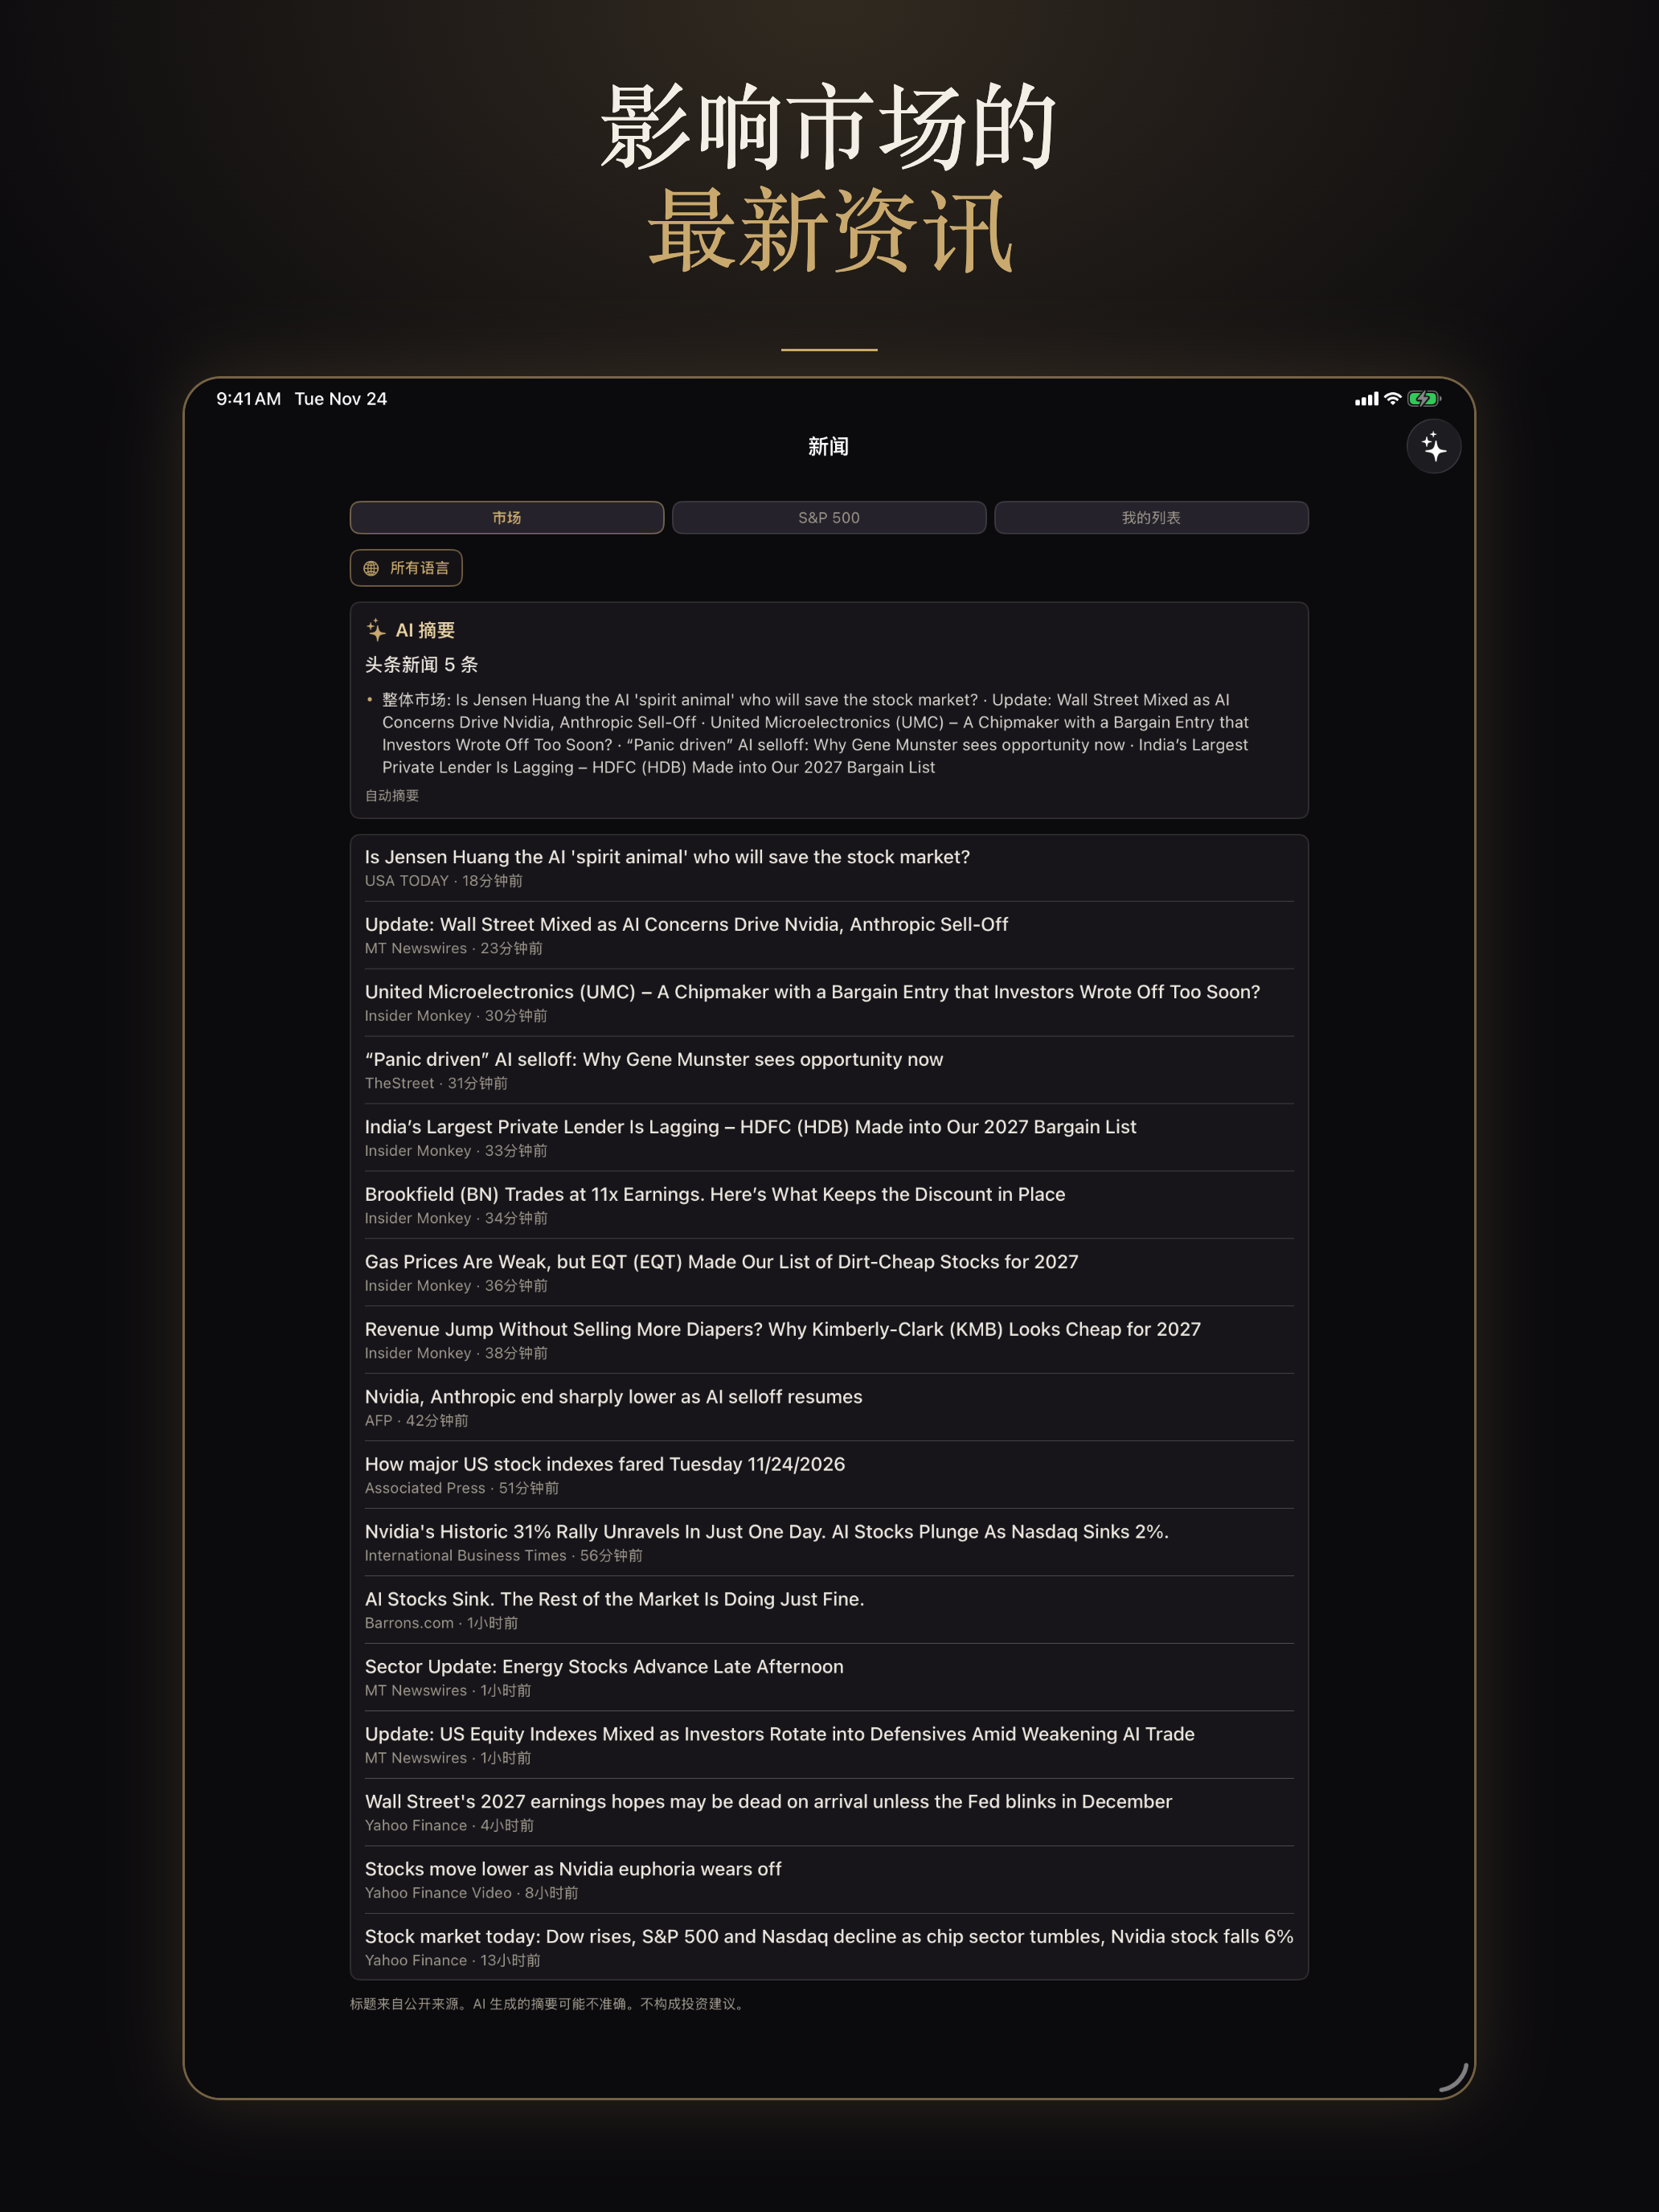 影响市场的
最新资讯
9:41 AM Tue Nov 24
新闻
市场
S&P 500
我的列表
所有语言
AI 摘要
头条新闻 5 条
• 整体市场: Is Jensen Huang the AI 'spirit animal' who will save the stock market? · Update: Wall Street Mixed as AI
Concerns Drive Nvidia, Anthropic Sell-Off · United Microelectronics (UMC) – A Chipmaker with a Bargain Entry that
Investors Wrote Off Too Soon? · “Panic driven” AI selloff: Why Gene Munster sees opportunity now · India’s Largest
Private Lender Is Lagging – HDFC (HDB) Made into Our 2027 Bargain List
自动摘要
Is Jensen Huang the AI 'spirit animal' who will save the stock market?
USA TODAY · 18分钟前
Update: Wall Street Mixed as AI Concerns Drive Nvidia, Anthropic Sell-Off
MT Newswires · 23分钟前
United Microelectronics (UMC) – A Chipmaker with a Bargain Entry that Investors Wrote Off Too Soon?
Insider Monkey · 30分钟前
“Panic driven” AI selloff: Why Gene Munster sees opportunity now
TheStreet · 31分钟前
India’s Largest Private Lender Is Lagging – HDFC (HDB) Made into Our 2027 Bargain List
Insider Monkey · 33分钟前
Brookfield (BN) Trades at 11x Earnings. Here’s What Keeps the Discount in Place
Insider Monkey · 34分钟前
Gas Prices Are Weak, but EQT (EQT) Made Our List of Dirt-Cheap Stocks for 2027
Insider Monkey · 36分钟前
Revenue Jump Without Selling More Diapers? Why Kimberly-Clark (KMB) Looks Cheap for 2027
Insider Monkey · 38分钟前
Nvidia, Anthropic end sharply lower as AI selloff resumes
AFP · 42分钟前
How major US stock indexes fared Tuesday 11/24/2026
Associated Press · 51分钟前
Nvidia's Historic 31% Rally Unravels In Just One Day. AI Stocks Plunge As Nasdaq Sinks 2%.
International Business Times · 56分钟前
AI Stocks Sink. The Rest of the Market Is Doing Just Fine.
Barrons.com · 1小时前
Sector Update: Energy Stocks Advance Late Afternoon
MT Newswires · 1小时前
Update: US Equity Indexes Mixed as Investors Rotate into Defensives Amid Weakening AI Trade
MT Newswires · 1小时前
Wall Street's 2027 earnings hopes may be dead on arrival unless the Fed blinks in December
Yahoo Finance · 4小时前
Stocks move lower as Nvidia euphoria wears off
Yahoo Finance Video · 8小时前
Stock market today: Dow rises, S&P 500 and Nasdaq decline as chip sector tumbles, Nvidia stock falls 6%
Yahoo Finance · 13小时前
标题来自公开来源。AI 生成的摘要可能不准确。不构成投资建议。